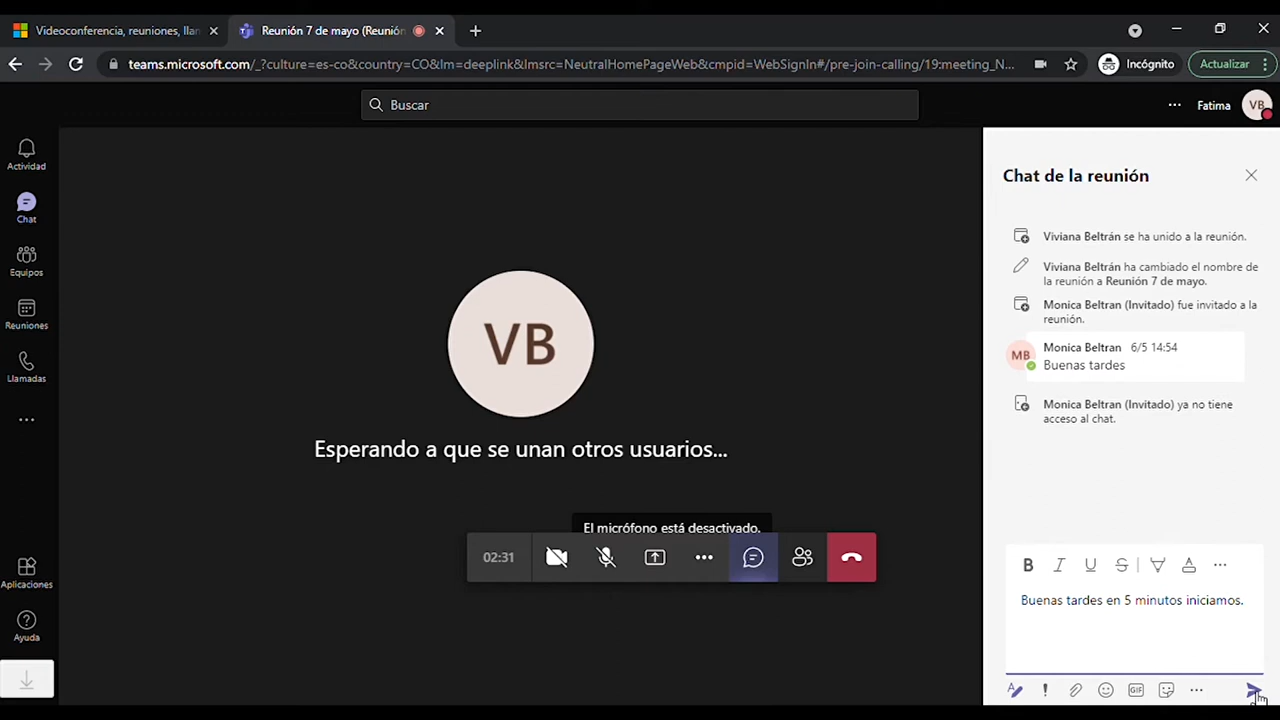 Videoconferencia, reuniones, llan
Reunión 7 de mayo (Reunión
teams.microsoft.com/_?culture=es-co&country=CO&lm=deeplink&lmsrc=NeutralHomePageWeb&cmpid=WebSignIn#/pre-join-calling/19:meeting_N...
Incógnito
Actualizar
Buscar
Fatima
VB
Actividad
Chat
Equipos
Reuniones
Llamadas
Aplicaciones
Ayuda
VB
Esperando a que se unan otros usuarios...
El micrófono está desactivado.
02:31
Chat de la reunión
Viviana Beltrán se ha unido a la reunión.
Viviana Beltrán ha cambiado el nombre de
la reunión a Reunión 7 de mayo.
Monica Beltran (Invitado) fue invitado a la
reunión.
MB
Monica Beltran 6/5 14:54
Buenas tardes
Monica Beltran (Invitado) ya no tiene
acceso al chat.
B I U S A
Buenas tardes en 5 minutos iniciamos.
GIF